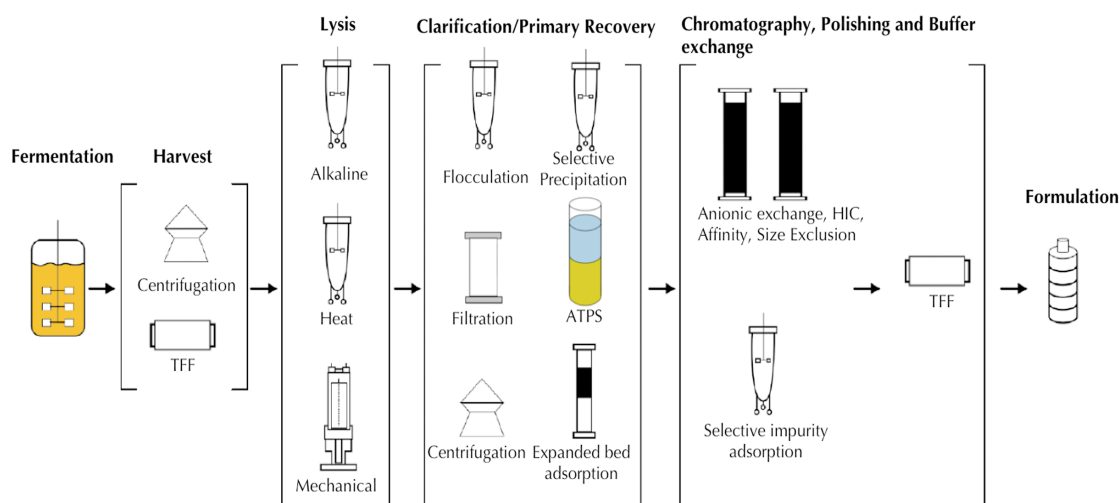 Fermentation
Harvest
Centrifugation
TFF
Lysis
Alkaline
Heat
Mechanical
Clarification/Primary Recovery
Flocculation
Selective
Precipitation
Filtration
ATPS
Centrifugation
Expanded bed
adsorption
Chromatography, Polishing and Buffer
exchange
Anionic exchange, HIC,
Affinity, Size Exclusion
Selective impurity
adsorption
TFF
Formulation